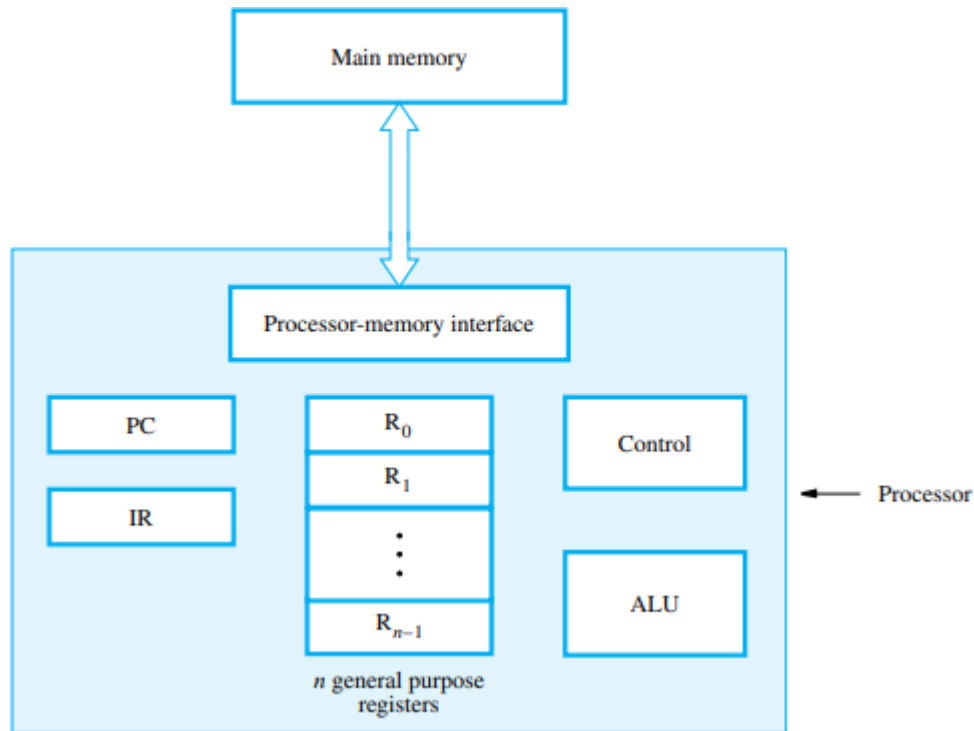 Main memory
Processor-memory interface
PC
R0
Control
R1
IR
Processor
⋮
ALU
Rn–1
n general purpose
registers